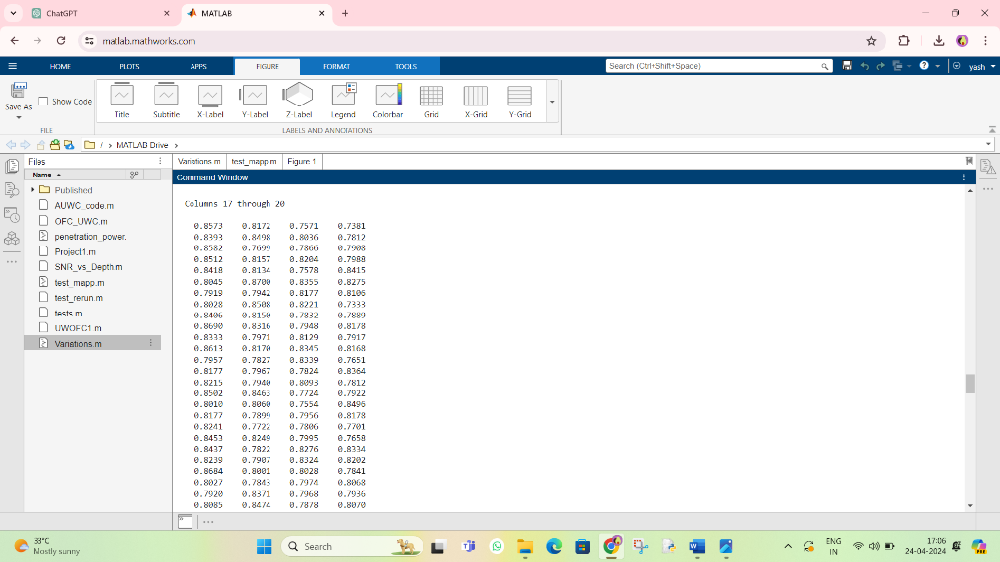 ChatGPT
MATLAB
matlab.mathworks.com
HOME PLOTS APPS FIGURE FORMAT TOOLS
Search (Ctrl+Shift+Space)
yash
Save As
Show Code
Title Subtitle X-Label Y-Label Z-Label Legend Colorbar Grid X-Grid Y-Grid
FILE LABELS AND ANNOTATIONS
/ MATLAB Drive
Files
Variations.m test_mapp.m Figure 1
Name
Command Window
Published
AUWC_code.m
OFC_UWC.m
penetration_power.
Project1.m
SNR_vs_Depth.m
test_mapp.m
test_rerun.m
tests.m
UWOFC1.m
Variations.m
Columns 17 through 20
0.8573 0.8172 0.7571 0.7381
0.8393 0.8498 0.8036 0.7812
0.8582 0.7699 0.7866 0.7908
0.8512 0.8157 0.8204 0.7988
0.8418 0.8134 0.7578 0.8415
0.8045 0.8700 0.8355 0.8275
0.7919 0.7942 0.8177 0.8106
0.8028 0.8508 0.8221 0.7333
0.8406 0.8150 0.7832 0.7889
0.8690 0.8316 0.7948 0.8178
0.8333 0.7971 0.8129 0.7917
0.8613 0.8170 0.8345 0.8168
0.7957 0.7827 0.8339 0.7651
0.8177 0.7967 0.7824 0.8364
0.8215 0.7940 0.8093 0.7812
0.8502 0.8463 0.7724 0.7922
0.8010 0.8060 0.7554 0.8496
0.8177 0.7899 0.7956 0.8178
0.8241 0.7722 0.7806 0.7701
0.8453 0.8249 0.7995 0.7658
0.8437 0.7822 0.8276 0.8334
0.8239 0.7907 0.8324 0.8202
0.8684 0.8001 0.8028 0.7841
0.8027 0.7843 0.7974 0.8068
0.7920 0.8371 0.7968 0.7936
0.8085 0.8474 0.7878 0.8070
33°C
Mostly sunny
Search
ENG
IN
17:06
24-04-2024